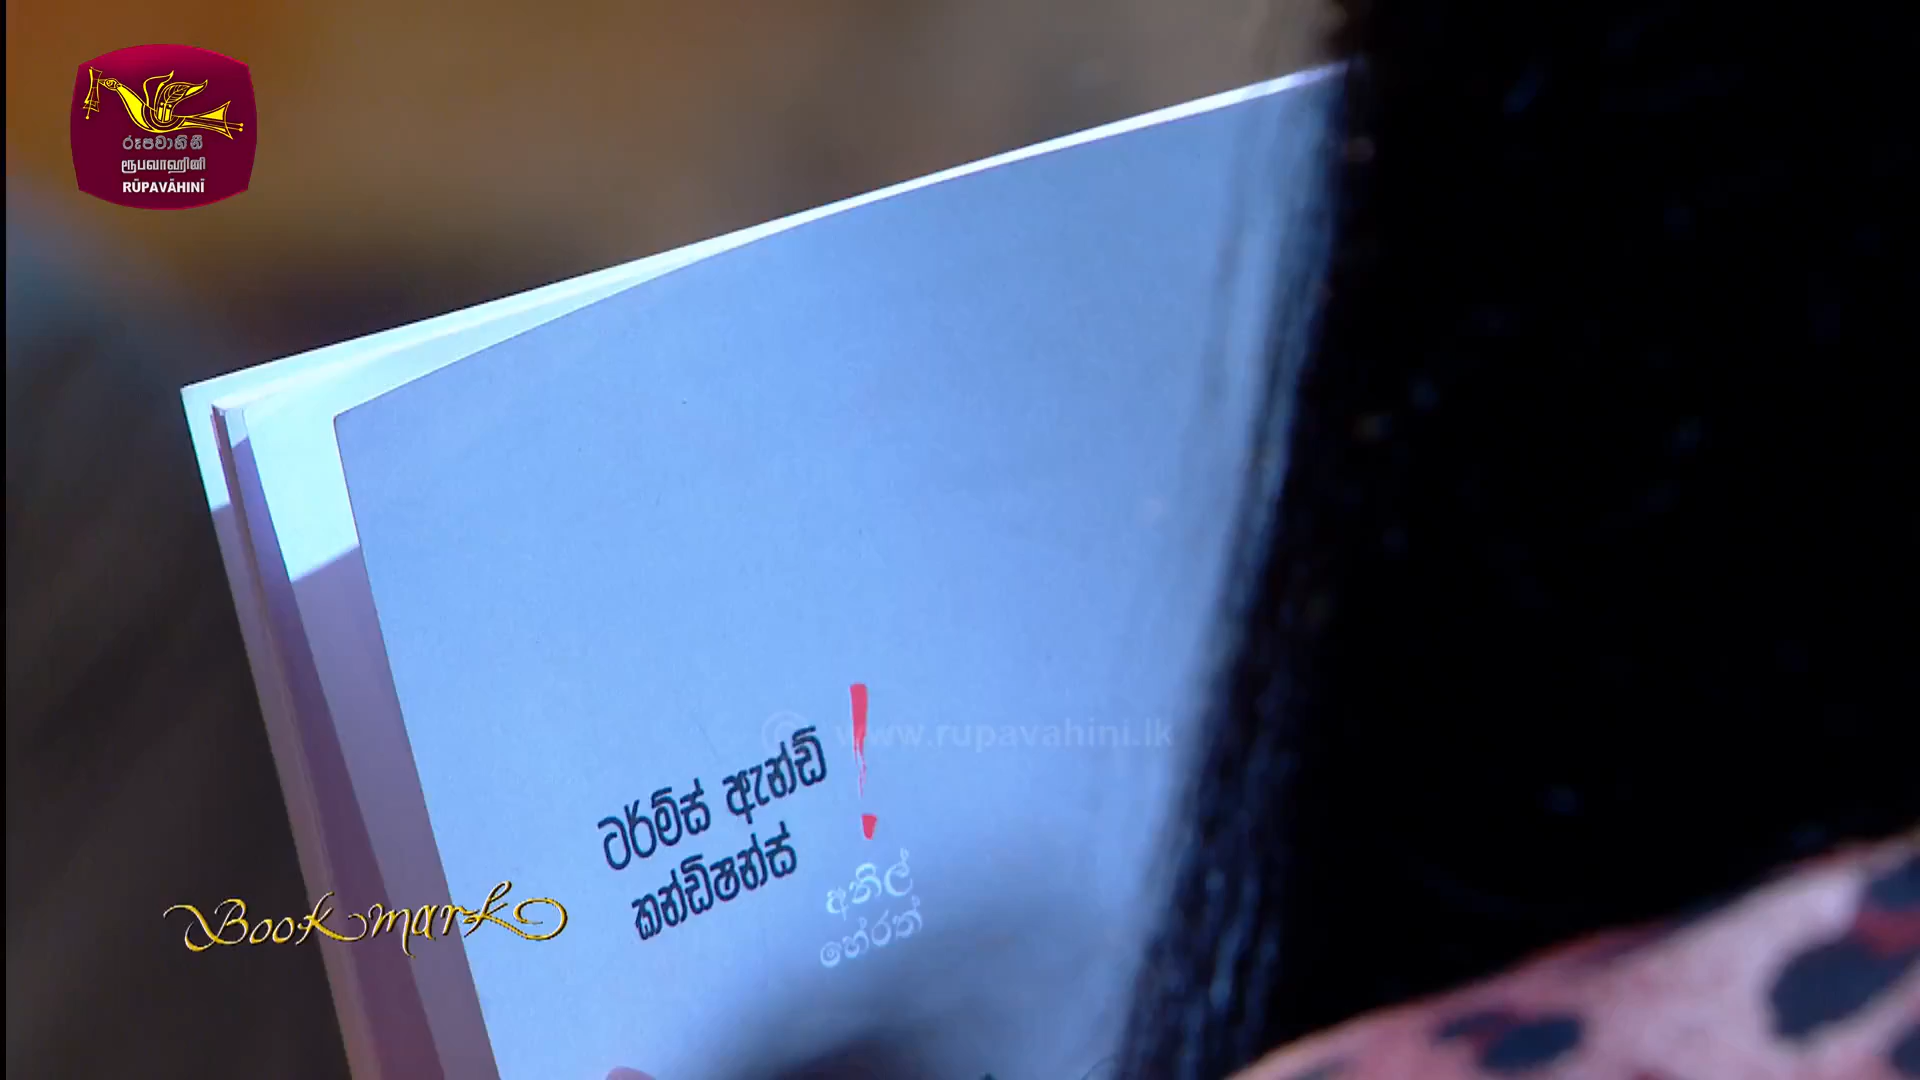 රූපවාහිනී
ரூபவாஹினி
RŪPAVĀHINĪ
www.rupavahini.lk
ටර්ම්ස් ඇන්ඩ් !
කන්ඩිෂන්ස්
අනිල්
හේරත්
Bookmark